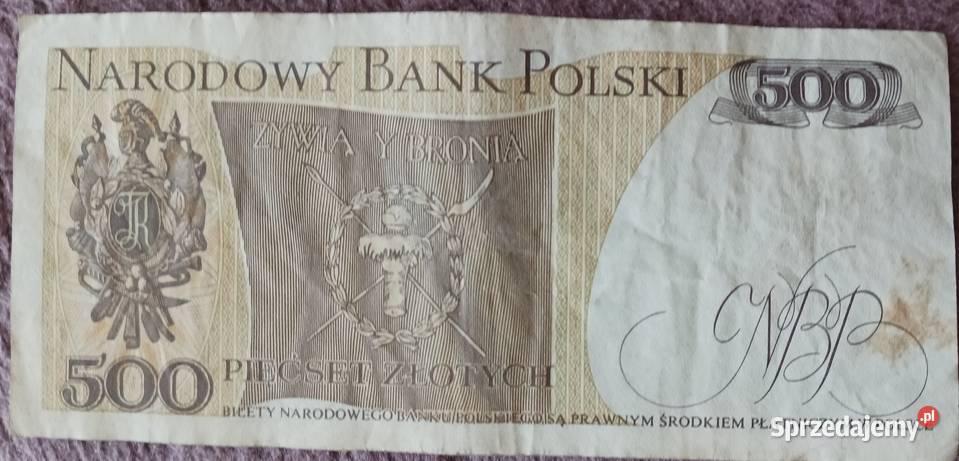 NARODOWY BANK POLSKI
500
ŻYWIĄ Y BRONIĄ
TK
NBP
500
PIĘĆSET ZŁOTYCH
BILETY NARODOWEGO BANKU POLSKIEGO SĄ PRAWNYM ŚRODKIEM
Sprzedajemy.pl